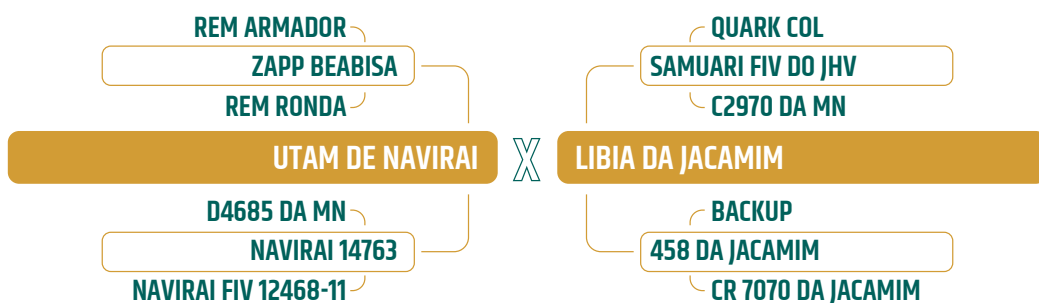 REM ARMADOR
ZAPP BEABISA
REM RONDA
UTAM DE NAVIRAI
D4685 DA MN
NAVIRAI 14763
NAVIRAI FIV 12468-11
X
QUARK COL
SAMUARI FIV DO JHV
C2970 DA MN
LIBIA DA JACAMIM
BACKUP
458 DA JACAMIM
CR 7070 DA JACAMIM